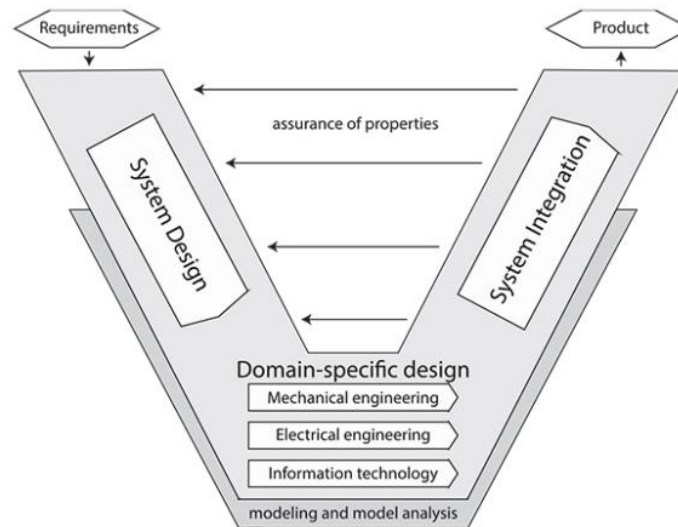 Requirements
Product
assurance of properties
System Design
System Integration
Domain-specific design
Mechanical engineering
Electrical engineering
Information technology
modeling and model analysis